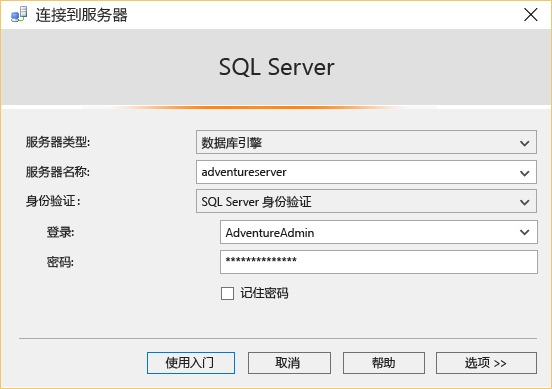 连接到服务器
SQL Server
服务器类型: 数据库引擎
服务器名称: adventureserver
身份验证: SQL Server 身份验证
登录: AdventureAdmin
密码: **************
记住密码
使用入门 取消 帮助 选项 >>